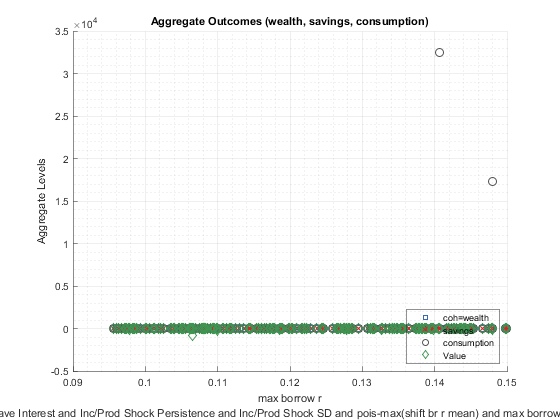 Aggregate Outcomes (wealth, savings, consumption)
×10⁴
3.5
3
2.5
2
1.5
1
0.5
0
-0.5
Aggregate Levels
coh=wealth
savings
consumption
Value
0.09 0.1 0.11 0.12 0.13 0.14 0.15
max borrow r
ave Interest and Inc/Prod Shock Persistence and Inc/Prod Shock SD and pois-max(shift br r mean) and max borrow